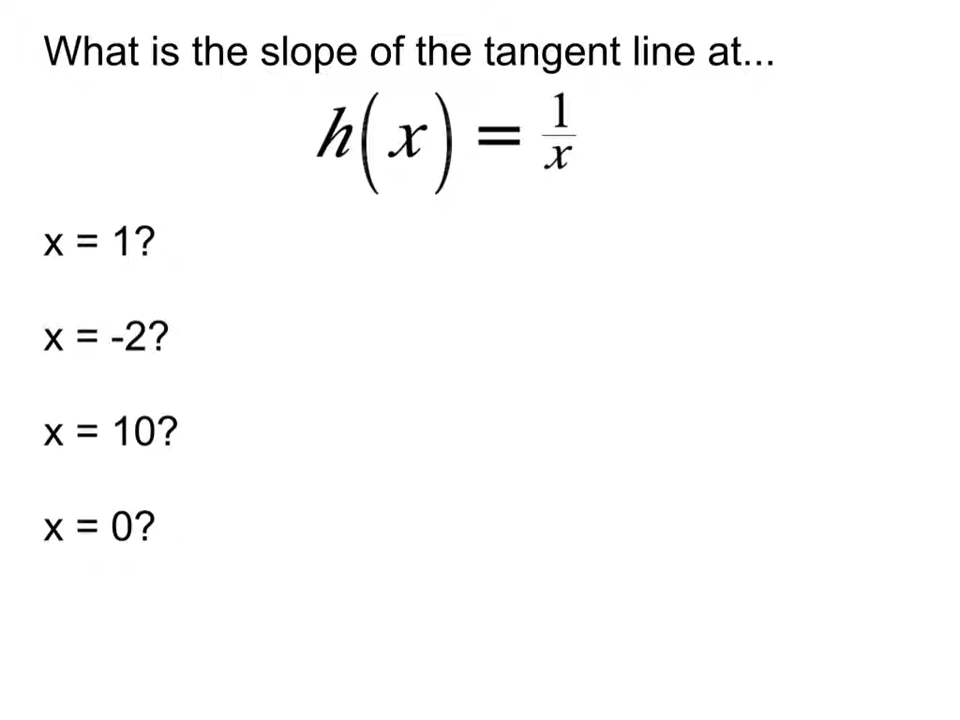 What is the slope of the tangent line at...
h(x) = 1/x
x = 1?
x = -2?
x = 10?
x = 0?